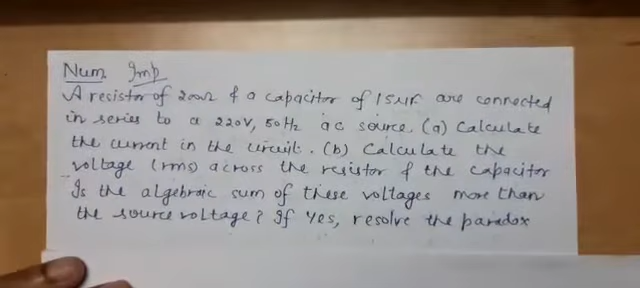 Num Imp
A resistor of 200Ω & a capacitor of 15μF are connected
in series to a 220V, 50Hz ac source. (a) Calculate
the current in the circuit. (b) Calculate the
voltage (rms) across the resistor & the capacitor
Is the algebraic sum of these voltages more than
the source voltage? If yes, resolve the paradox